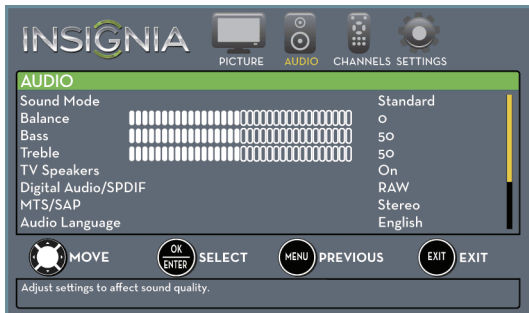 INSIGNIA
PICTURE AUDIO CHANNELS SETTINGS
AUDIO
Sound Mode Standard
Balance 0
Bass 50
Treble 50
TV Speakers On
Digital Audio/SPDIF RAW
MTS/SAP Stereo
Audio Language English
MOVE OK ENTER SELECT MENU PREVIOUS EXIT EXIT
Adjust settings to affect sound quality.